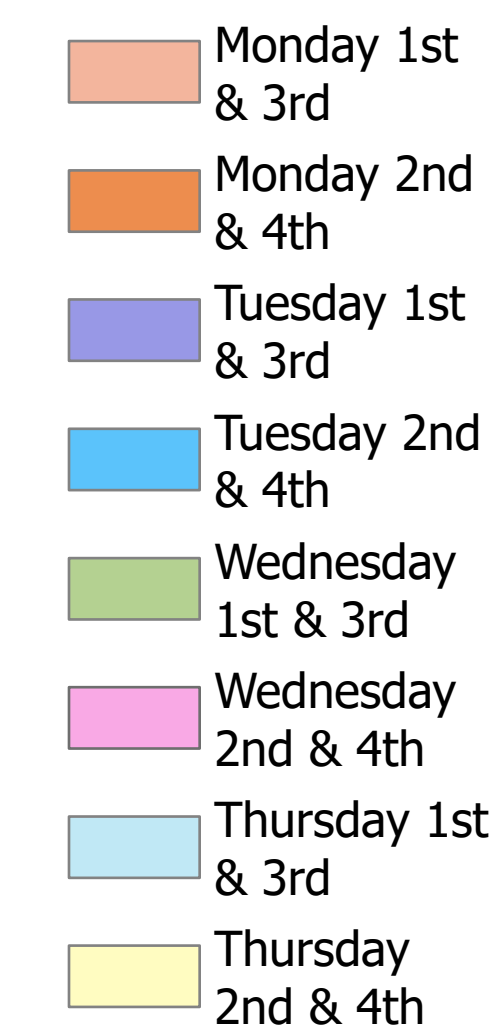 Monday 1st
& 3rd
Monday 2nd
& 4th
Tuesday 1st
& 3rd
Tuesday 2nd
& 4th
Wednesday
1st & 3rd
Wednesday
2nd & 4th
Thursday 1st
& 3rd
Thursday
2nd & 4th